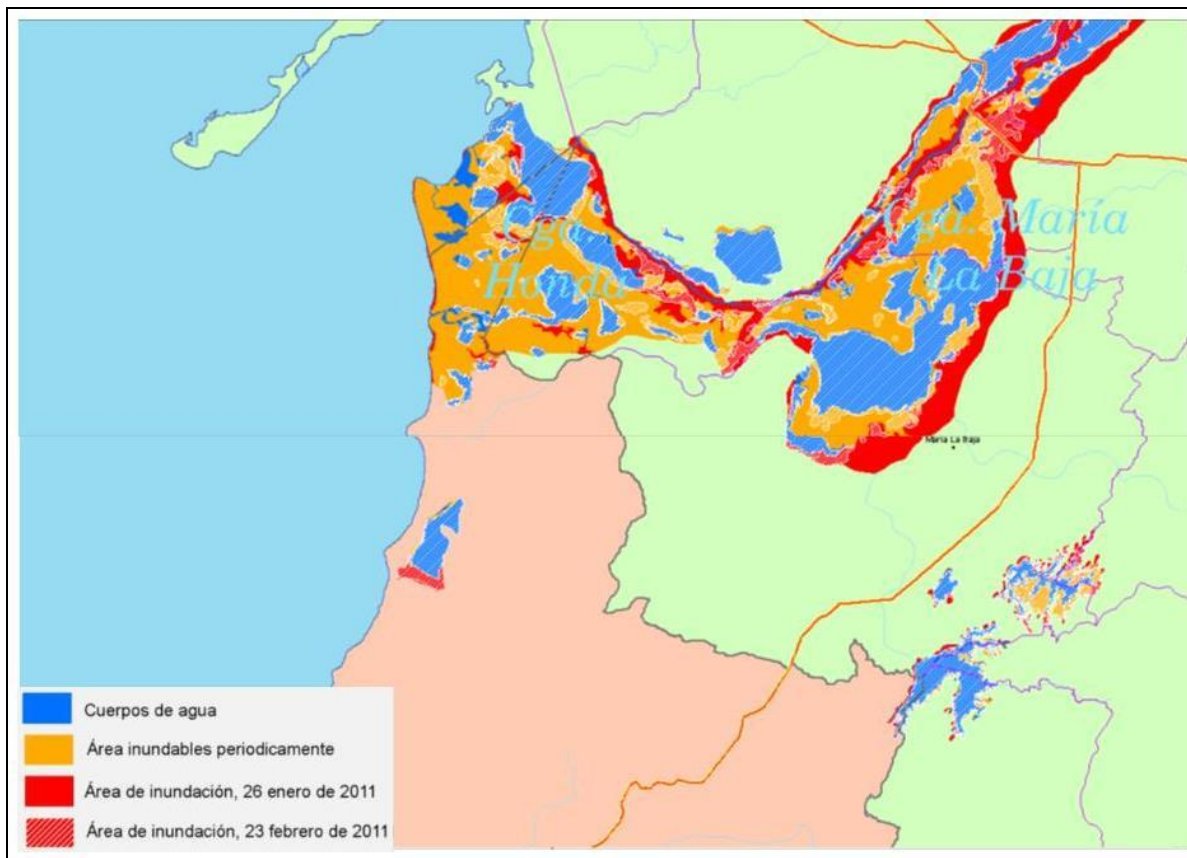 Cga.
Honda
Cga. María
La Baja
María La Baja
Cuerpos de agua
Área inundables periodicamente
Área de inundación, 26 enero de 2011
Área de inundación, 23 febrero de 2011